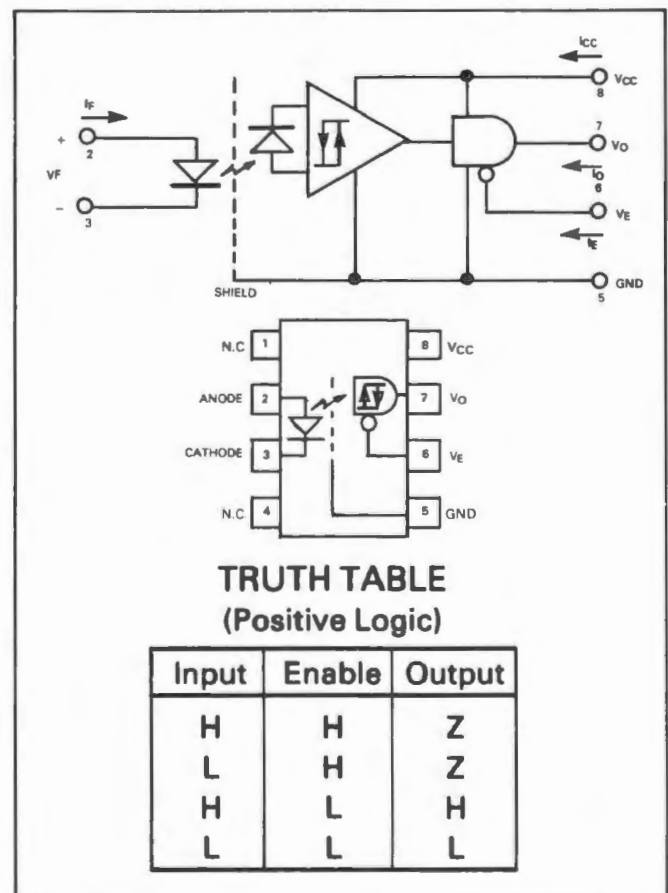 ICC
VCC
8
IF
+
2
VF
-
3
7
VO
IO
6
VE
IE
GND
5
SHIELD
N.C 1
8 VCC
ANODE 2
7 VO
CATHODE 3
6 VE
N.C 4
5 GND
TRUTH TABLE
(Positive Logic)
Input Enable Output
H H Z
L H Z
H L H
L L L